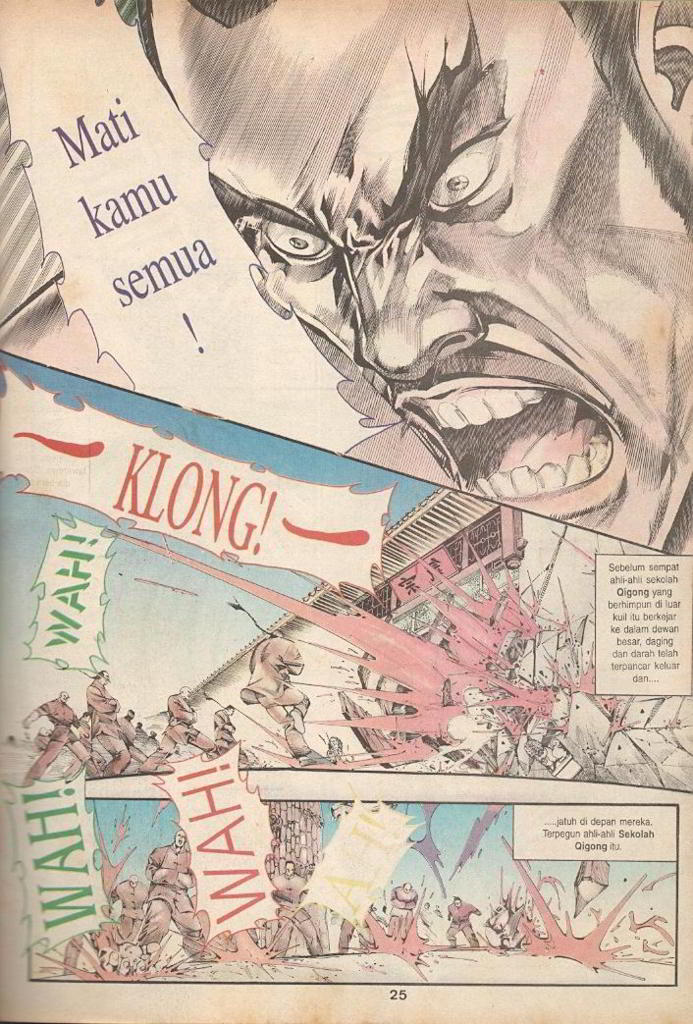 Mati
kamu
semua
!
KLONG!
WAH!
Sebelum sempat
ahli-ahli sekolah
Qigong yang
berhimpun di luar
kuil itu berkejar
ke dalam dewan
besar, daging
dan darah telah
terpancar keluar
dan....
WAH!
WAH!
.....jatuh di depan mereka.
Terpegun ahli-ahli Sekolah
Qigong itu.
25